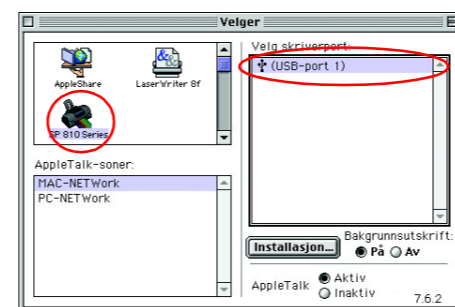 Velger
AppleShare
LaserWriter 8f
SP 810 Series
AppleTalk-soner:
MAC-NETWork
PC-NETWork
Velg skriverport:
(USB-port 1)
Installasjon...
Bakgrunnsutskrift:
På Av
AppleTalk
Aktiv
Inaktiv
7.6.2